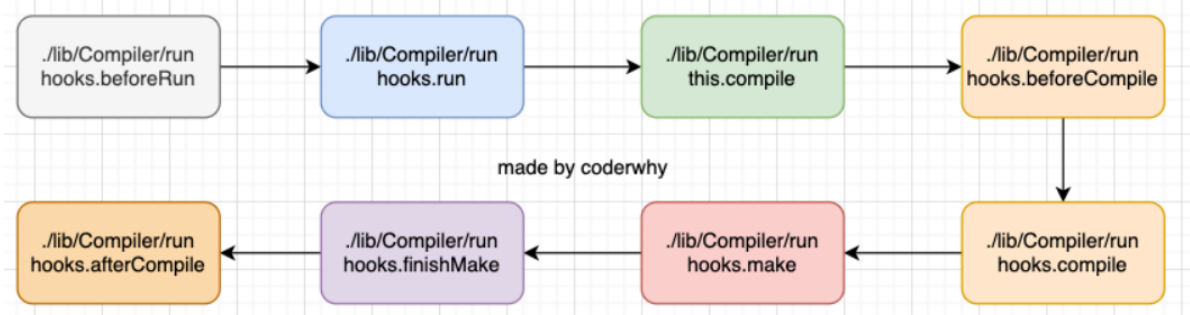 ./lib/Compiler/run
hooks.beforeRun
./lib/Compiler/run
hooks.run
./lib/Compiler/run
this.compile
./lib/Compiler/run
hooks.beforeCompile
made by coderwhy
./lib/Compiler/run
hooks.afterCompile
./lib/Compiler/run
hooks.finishMake
./lib/Compiler/run
hooks.make
./lib/Compiler/run
hooks.compile